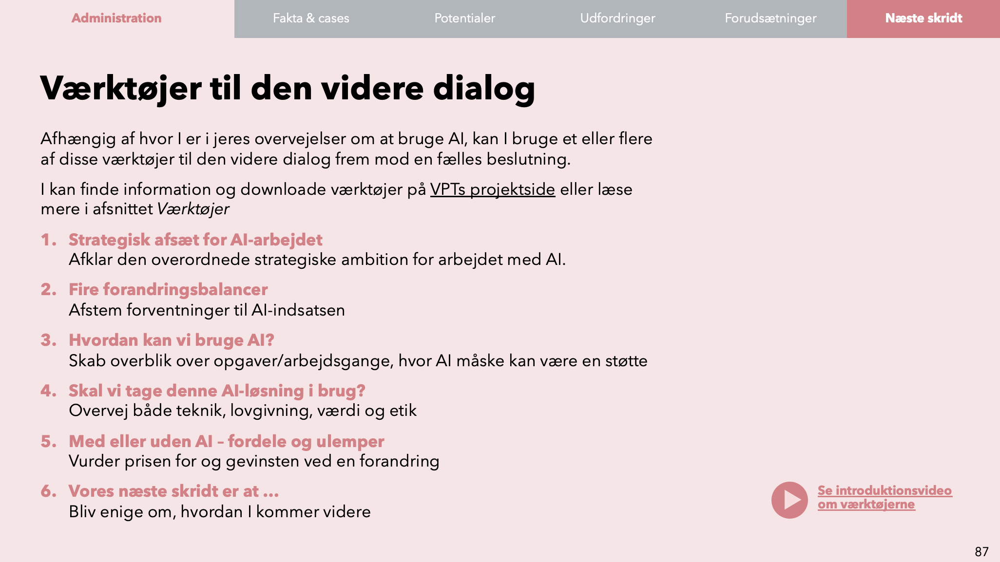 Administration
Fakta & cases
Potentialer
Udfordringer
Forudsætninger
Næste skridt
Værktøjer til den videre dialog
Afhængig af hvor I er i jeres overvejelser om at bruge AI, kan I bruge et eller flere
af disse værktøjer til den videre dialog frem mod en fælles beslutning.
I kan finde information og downloade værktøjer på VPTs projektside eller læse
mere i afsnittet Værktøjer
1. Strategisk afsæt for AI-arbejdet
Afklar den overordnede strategiske ambition for arbejdet med AI.
2. Fire forandringsbalancer
Afstem forventninger til AI-indsatsen
3. Hvordan kan vi bruge AI?
Skab overblik over opgaver/arbejdsgange, hvor AI måske kan være en støtte
4. Skal vi tage denne AI-løsning i brug?
Overvej både teknik, lovgivning, værdi og etik
5. Med eller uden AI – fordele og ulemper
Vurder prisen for og gevinsten ved en forandring
6. Vores næste skridt er at ...
Bliv enige om, hvordan I kommer videre
Se introduktionsvideo
om værktøjerne
87